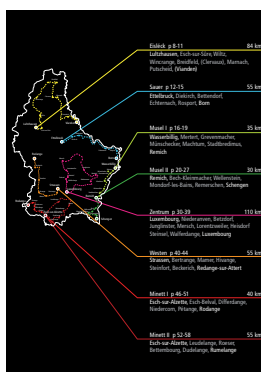 Eisléck p 8-11 84 km
Lultzhausen, Esch-sur-Sûre, Wiltz,
Wincrange, Breidfeld, (Clervaux), Marnach,
Putscheid, (Vianden)
Sauer p 12-15 55 km
Ettelbruck, Diekirch, Bettendorf,
Echternach, Rosport, Born
Musel I p 16-19 35 km
Wasserbillig, Mertert, Grevenmacher,
Münschecker, Machtum, Stadtbredimus,
Remich
Musel II p 20-27 30 km
Remich, Bech-Kleinmacher, Wellenstein,
Mondorf-les-Bains, Remerschen, Schengen
Zentrum p 30-39 110 km
Luxembourg, Niederanven, Betzdorf,
Junglinster, Mersch, Lorentzweiler, Heisdorf
Steinsel, Walferdange, Luxembourg
Westen p 40-44 55 km
Strassen, Bertrange, Mamer, Hivange,
Steinfort, Beckerich, Redange-sur-Attert
Minett I p 46-51 40 km
Esch-sur-Alzette, Esch-Belval, Differdange,
Niedercorn, Pétange, Rodange
Minett II p 52-58 55 km
Esch-sur-Alzette, Leudelange, Roeser,
Bettembourg, Dudelange, Rumelange